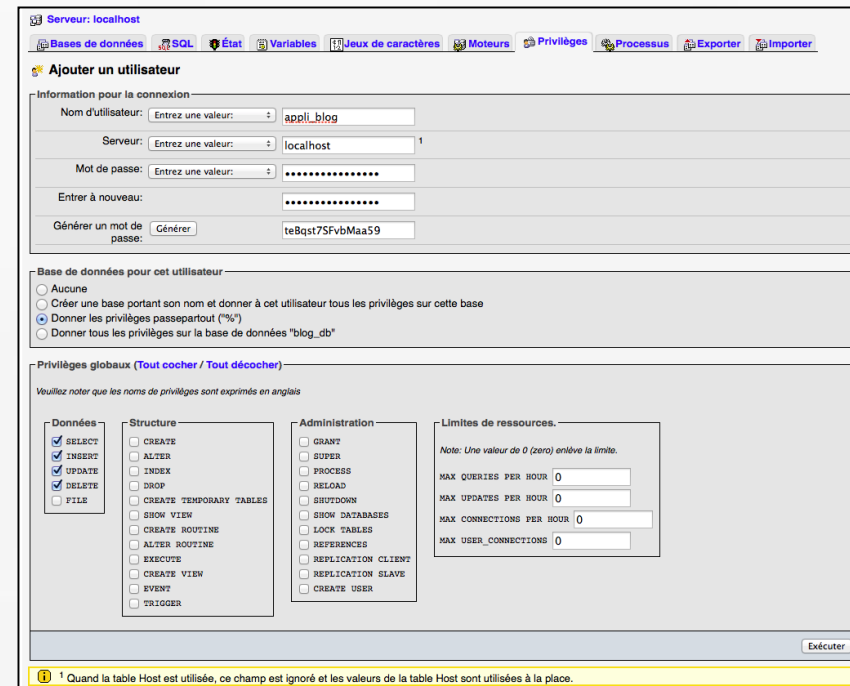 Serveur: localhost
Bases de données SQL État Variables Jeux de caractères Moteurs Privilèges Processus Exporter Importer
Ajouter un utilisateur
Information pour la connexion
Nom d'utilisateur: Entrez une valeur: appli_blog
Serveur: Entrez une valeur: localhost 1
Mot de passe: Entrez une valeur: ••••••••••••••••
Entrer à nouveau: ••••••••••••••••
Générer un mot de passe: Générer teBqst7SFvbMaa59
Base de données pour cet utilisateur
Aucune
Créer une base portant son nom et donner à cet utilisateur tous les privilèges sur cette base
Donner les privilèges passepartout ("%")
Donner tous les privilèges sur la base de données "blog_db"
Privilèges globaux (Tout cocher / Tout décocher)
Veuillez noter que les noms de privilèges sont exprimés en anglais
Données
SELECT
INSERT
UPDATE
DELETE
FILE
Structure
CREATE
ALTER
INDEX
DROP
CREATE TEMPORARY TABLES
SHOW VIEW
CREATE ROUTINE
ALTER ROUTINE
EXECUTE
CREATE VIEW
EVENT
TRIGGER
Administration
GRANT
SUPER
PROCESS
RELOAD
SHUTDOWN
SHOW DATABASES
LOCK TABLES
REFERENCES
REPLICATION CLIENT
REPLICATION SLAVE
CREATE USER
Limites de ressources.
Note: Une valeur de 0 (zero) enlève la limite.
MAX QUERIES PER HOUR 0
MAX UPDATES PER HOUR 0
MAX CONNECTIONS PER HOUR 0
MAX USER_CONNECTIONS 0
Exécuter
1 Quand la table Host est utilisée, ce champ est ignoré et les valeurs de la table Host sont utilisées à la place.